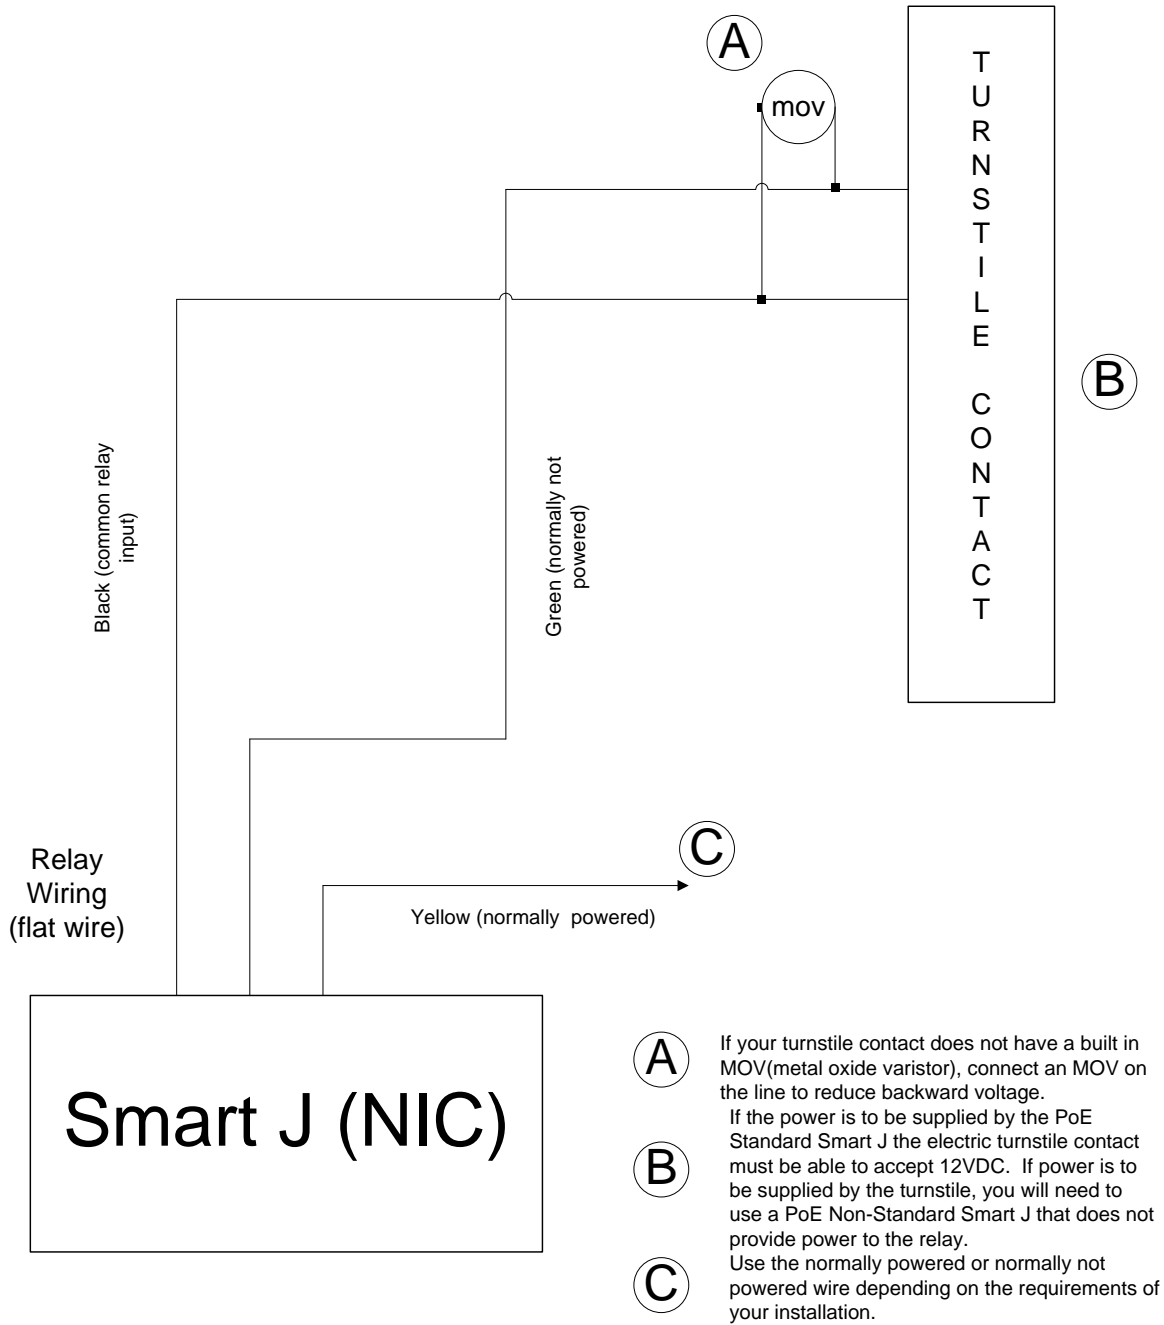 A
mov
T
U
R
N
S
T
I
L
E
C
O
N
T
A
C
T
B
Black (common relay
input)
Green (normally not
powered)
C
Relay
Wiring
(flat wire)
Yellow (normally  powered)
Smart J (NIC)
A
If your turnstile contact does not have a built in
MOV(metal oxide varistor), connect an MOV on
the line to reduce backward voltage.
B
If the power is to be supplied by the PoE
Standard Smart J the electric turnstile contact
must be able to accept 12VDC.  If power is to
be supplied by the turnstile, you will need to
use a PoE Non-Standard Smart J that does not
provide power to the relay.
C
Use the normally powered or normally not
powered wire depending on the requirements of
your installation.